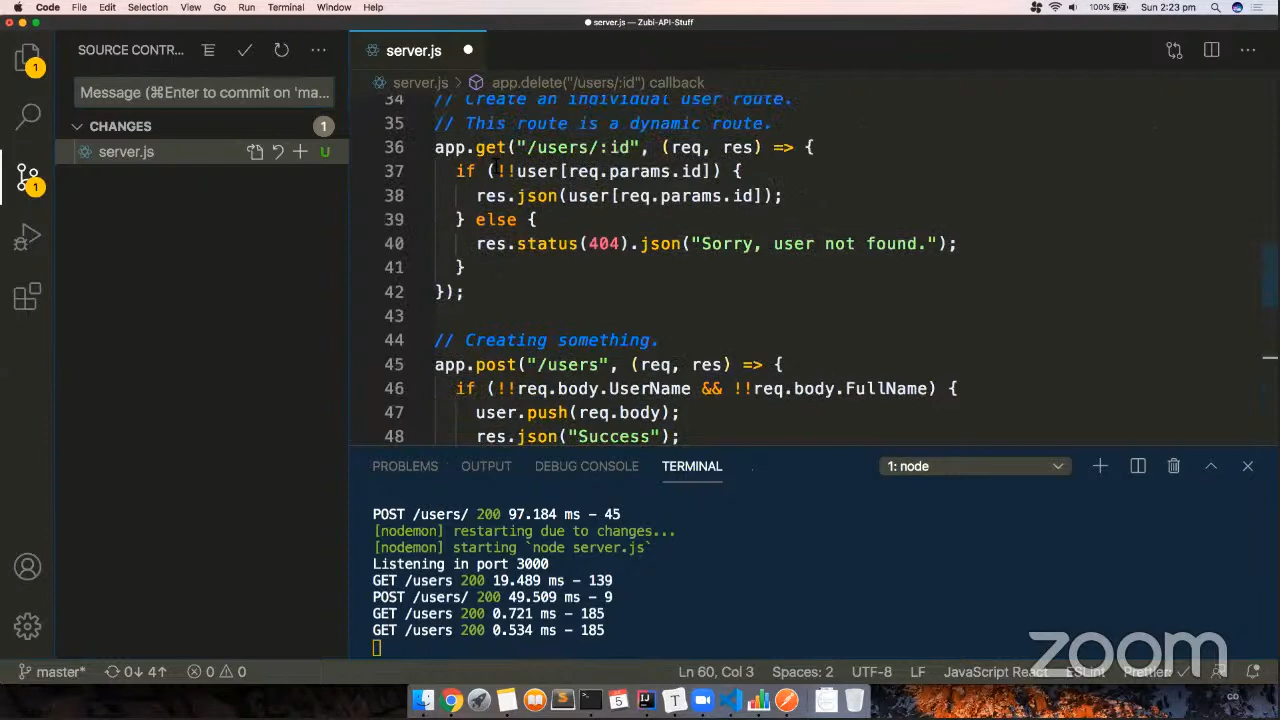 Code File Edit Selection View Go Run Terminal Window Help 100% Sun 2:23 pm
server.js — Zubi-API-Stuff
SOURCE CONTR...
server.js
1
Message (⌘Enter to commit on 'ma...
server.js > app.delete("/users/:id") callback
CHANGES 1
server.js U
1
34 // Create an individual user route.
35 // This route is a dynamic route.
36 app.get("/users/:id", (req, res) => {
37 if (!!user[req.params.id]) {
38 res.json(user[req.params.id]);
39 } else {
40 res.status(404).json("Sorry, user not found.");
41 }
42 });
43
44 // Creating something.
45 app.post("/users", (req, res) => {
46 if (!!req.body.UserName && !!req.body.FullName) {
47 user.push(req.body);
48 res.json("Success");
PROBLEMS OUTPUT DEBUG CONSOLE TERMINAL 1: node
POST /users/ 200 97.184 ms - 45
[nodemon] restarting due to changes...
[nodemon] starting `node server.js`
Listening in port 3000
GET /users 200 19.489 ms - 139
POST /users/ 200 49.509 ms - 9
GET /users 200 0.721 ms - 185
GET /users 200 0.534 ms - 185
zoom
master* 0↓ 4↑ 0 0 Ln 60, Col 3 Spaces: 2 UTF-8 LF JavaScript React ESLint Prettier
5 T